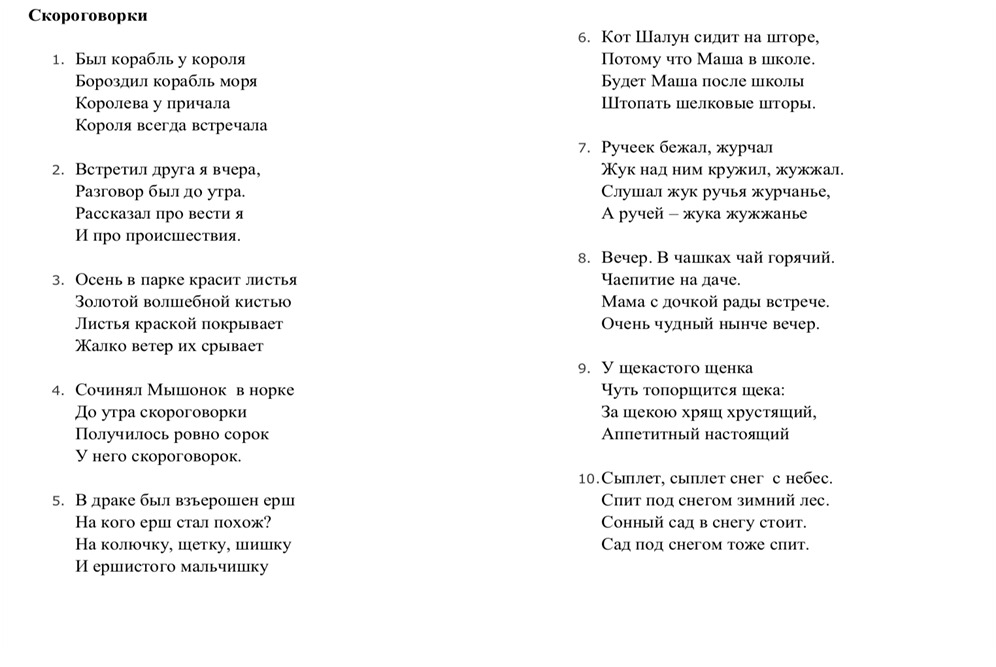 Скороговорки
1. Был корабль у короля
Бороздил корабль моря
Королева у причала
Короля всегда встречала
2. Встретил друга я вчера,
Разговор был до утра.
Рассказал про вести я
И про происшествия.
3. Осень в парке красит листья
Золотой волшебной кистью
Листья краской покрывает
Жалко ветер их срывает
4. Сочинял Мышонок в норке
До утра скороговорки
Получилось ровно сорок
У него скороговорок.
5. В драке был взъерошен ерш
На кого ерш стал похож?
На колючку, щетку, шишку
И ершистого мальчишку
6. Кот Шалун сидит на шторе,
Потому что Маша в школе.
Будет Маша после школы
Штопать шелковые шторы.
7. Ручеек бежал, журчал
Жук над ним кружил, жужжал.
Слушал жук ручья журчанье,
А ручей – жука жужжанье
8. Вечер. В чашках чай горячий.
Чаепитие на даче.
Мама с дочкой рады встрече.
Очень чудный нынче вечер.
9. У щекастого щенка
Чуть топорщится щека:
За щекою хрящ хрустящий,
Аппетитный настоящий
10. Сыплет, сыплет снег с небес.
Спит под снегом зимний лес.
Сонный сад в снегу стоит.
Сад под снегом тоже спит.